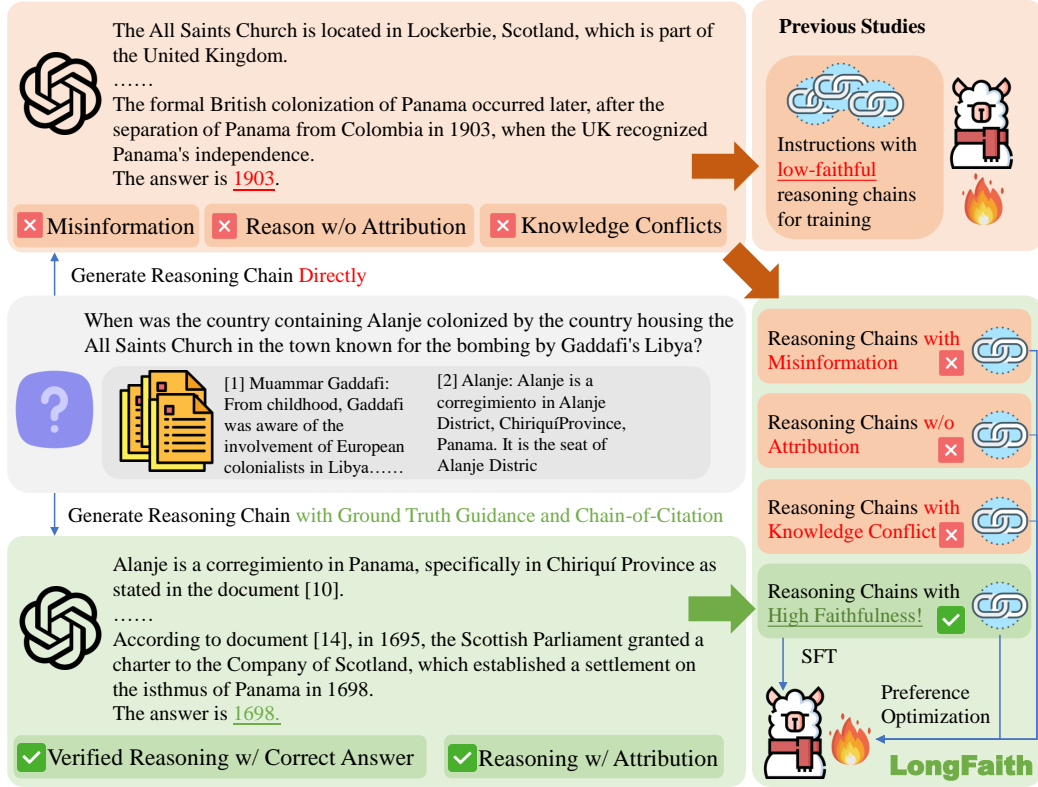 The All Saints Church is located in Lockerbie, Scotland, which is part of
the United Kingdom.
……
The formal British colonization of Panama occurred later, after the
separation of Panama from Colombia in 1903, when the UK recognized
Panama's independence.
The answer is 1903.
Misinformation
Reason w/o Attribution
Knowledge Conflicts
Previous Studies
Instructions with
low-faithful
reasoning chains
for training
Generate Reasoning Chain Directly
When was the country containing Alanje colonized by the country housing the
All Saints Church in the town known for the bombing by Gaddafi's Libya?
[1] Muammar Gaddafi:
From childhood, Gaddafi
was aware of the
involvement of European
colonialists in Libya……
[2] Alanje: Alanje is a
corregimiento in Alanje
District, ChiriquíProvince,
Panama. It is the seat of
Alanje Distric
Generate Reasoning Chain with Ground Truth Guidance and Chain-of-Citation
Alanje is a corregimiento in Panama, specifically in Chiriquí Province as
stated in the document [10].
……
According to document [14], in 1695, the Scottish Parliament granted a
charter to the Company of Scotland, which established a settlement on
the isthmus of Panama in 1698.
The answer is 1698.
Verified Reasoning w/ Correct Answer
Reasoning w/ Attribution
Reasoning Chains with
Misinformation
Reasoning Chains w/o
Attribution
Reasoning Chains with
Knowledge Conflict
Reasoning Chains with
High Faithfulness!
SFT
Preference
Optimization
LongFaith